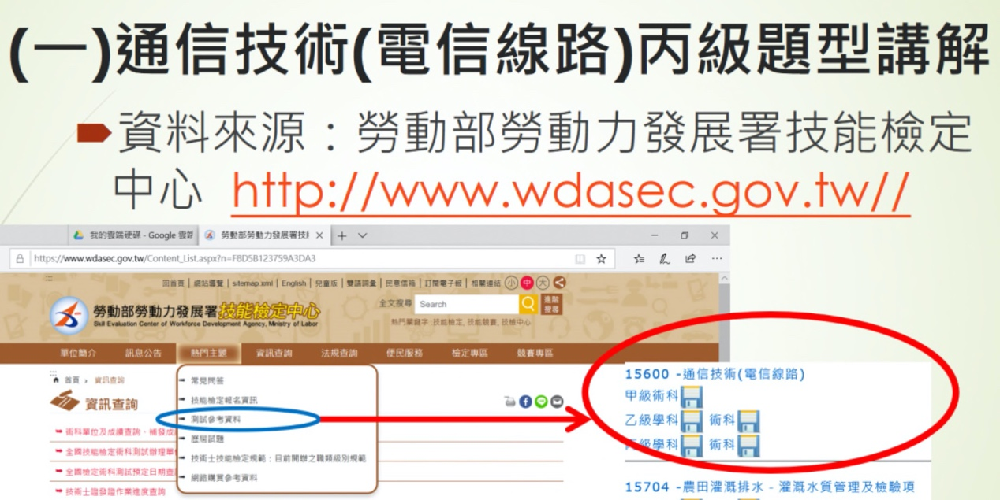 (一)通信技術(電信線路)丙級題型講解
資料來源：勞動部勞動力發展署技能檢定
中心 http://www.wdasec.gov.tw//
我的雲端硬碟 - Google 雲端
勞動部勞動力發展署技
https://www.wdasec.gov.tw/Content_List.aspx?n=F8D5B123759A3DA3
回首頁 | 網站導覽 | sitemap.xml | English | 兒童版 | 雙語詞彙 | 民意信箱 | 訂閱電子報 | 相關連結 小 中 大
勞動部勞動力發展署技能檢定中心
Skill Evaluation Center of Workforce Development Agency, Ministry of Labor
全文搜尋 Search 進階搜尋
熱門關鍵字 :技能檢定, 技能競賽, 技檢中心
單位簡介 訊息公告 熱門主題 資訊查詢 法規查詢 便民服務 檢定專區 競賽專區
首頁 › 資訊查詢
資訊查詢
術科單位及成績查詢、補發成
全國技能檢定術科測試辦理單
全國檢定術科測試預定日期查
技術士證發證作業進度查詢
常見問答
技能檢定報名資訊
測試參考資料
歷屆試題
技術士技能檢定規範：目前開辦之職類級別規範
網路購買參考資料
15600 -通信技術(電信線路)
甲級術科
乙級學科 術科
丙級學科 術科
15704 -農田灌溉排水 - 灌溉水質管理及檢驗項